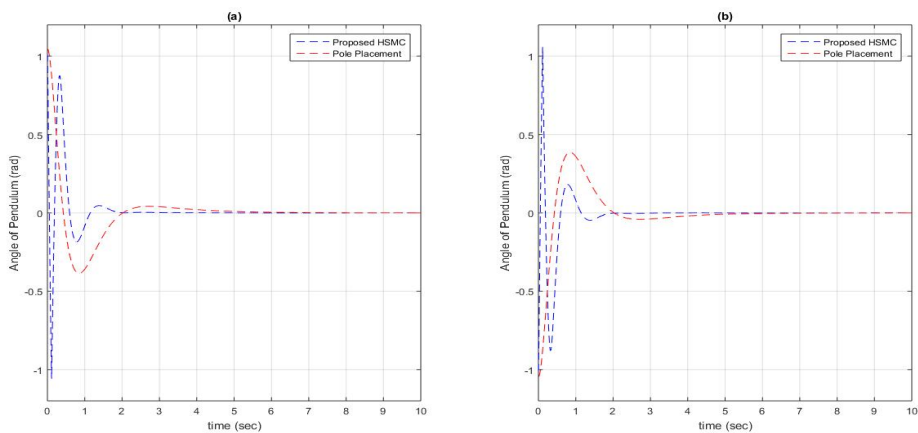 (a)
Proposed HSMC
Pole Placement
Angle of Pendulum (rad)
1
0.5
0
-0.5
-1
0 1 2 3 4 5 6 7 8 9 10
time (sec)
(b)
Proposed HSMC
Pole Placement
Angle of Pendulum (rad)
1
0.5
0
-0.5
-1
0 1 2 3 4 5 6 7 8 9 10
time (sec)